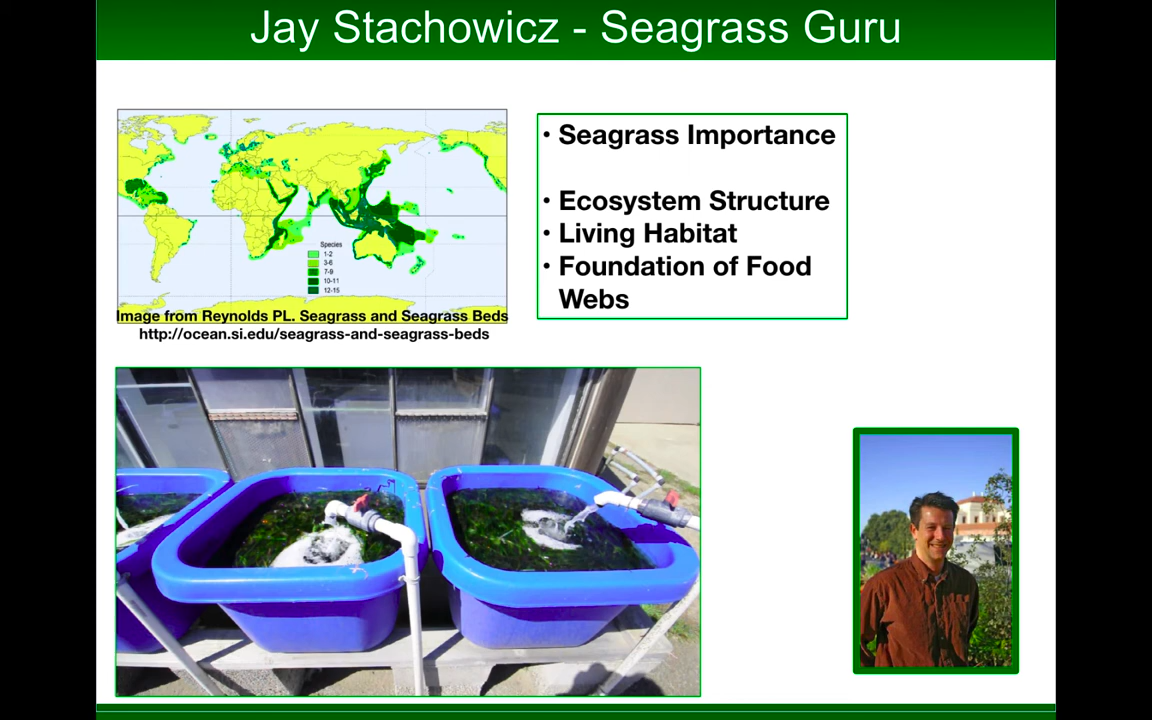 Jay Stachowicz - Seagrass Guru
• Seagrass Importance
• Ecosystem Structure
• Living Habitat
• Foundation of Food
Webs
Species
1-2
3-6
7-9
10-11
12-15
Image from Reynolds PL. Seagrass and Seagrass Beds
http://ocean.si.edu/seagrass-and-seagrass-beds